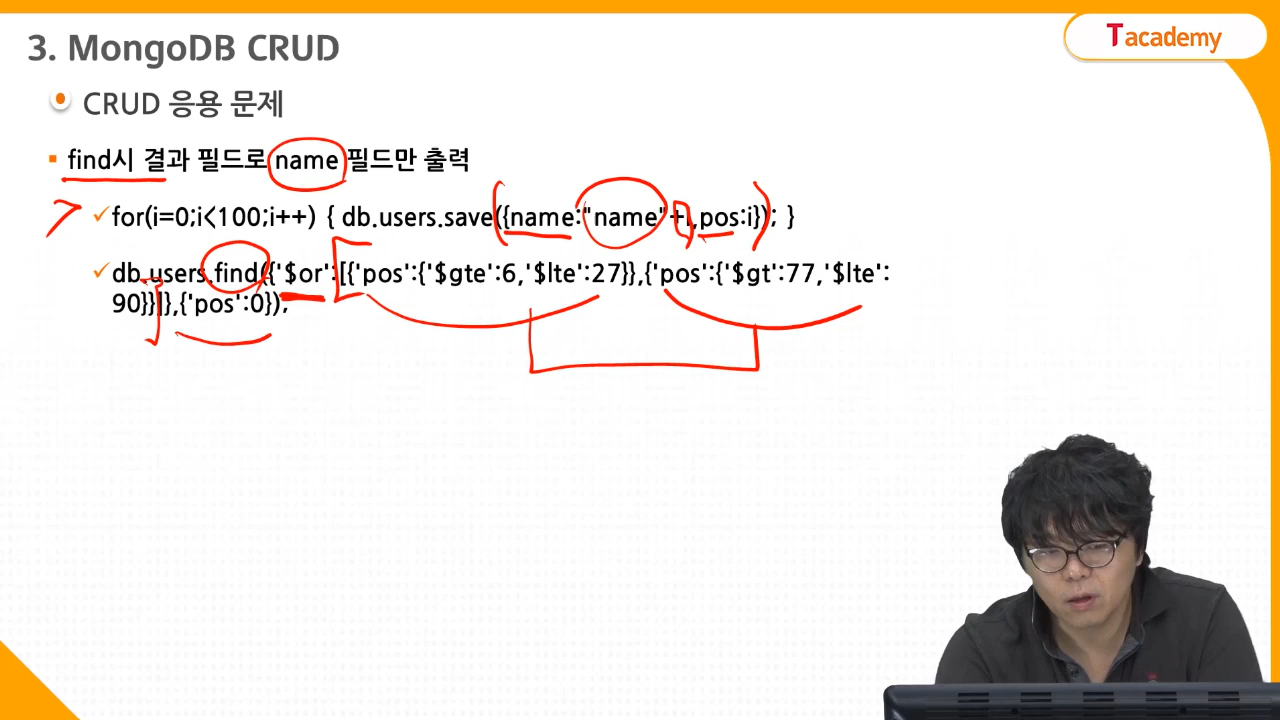 3. MongoDB CRUD
Tacademy
CRUD 응용 문제
find시 결과 필드로 name 필드만 출력
for(i=0;i<100;i++) { db.users.save({name:"name"+i,pos:i}); }
db.users.find({'$or':[{'pos':{'$gte':6,'$lte':27}},{'pos':{'$gt':77,'$lte':
90}}]},{'pos':0});